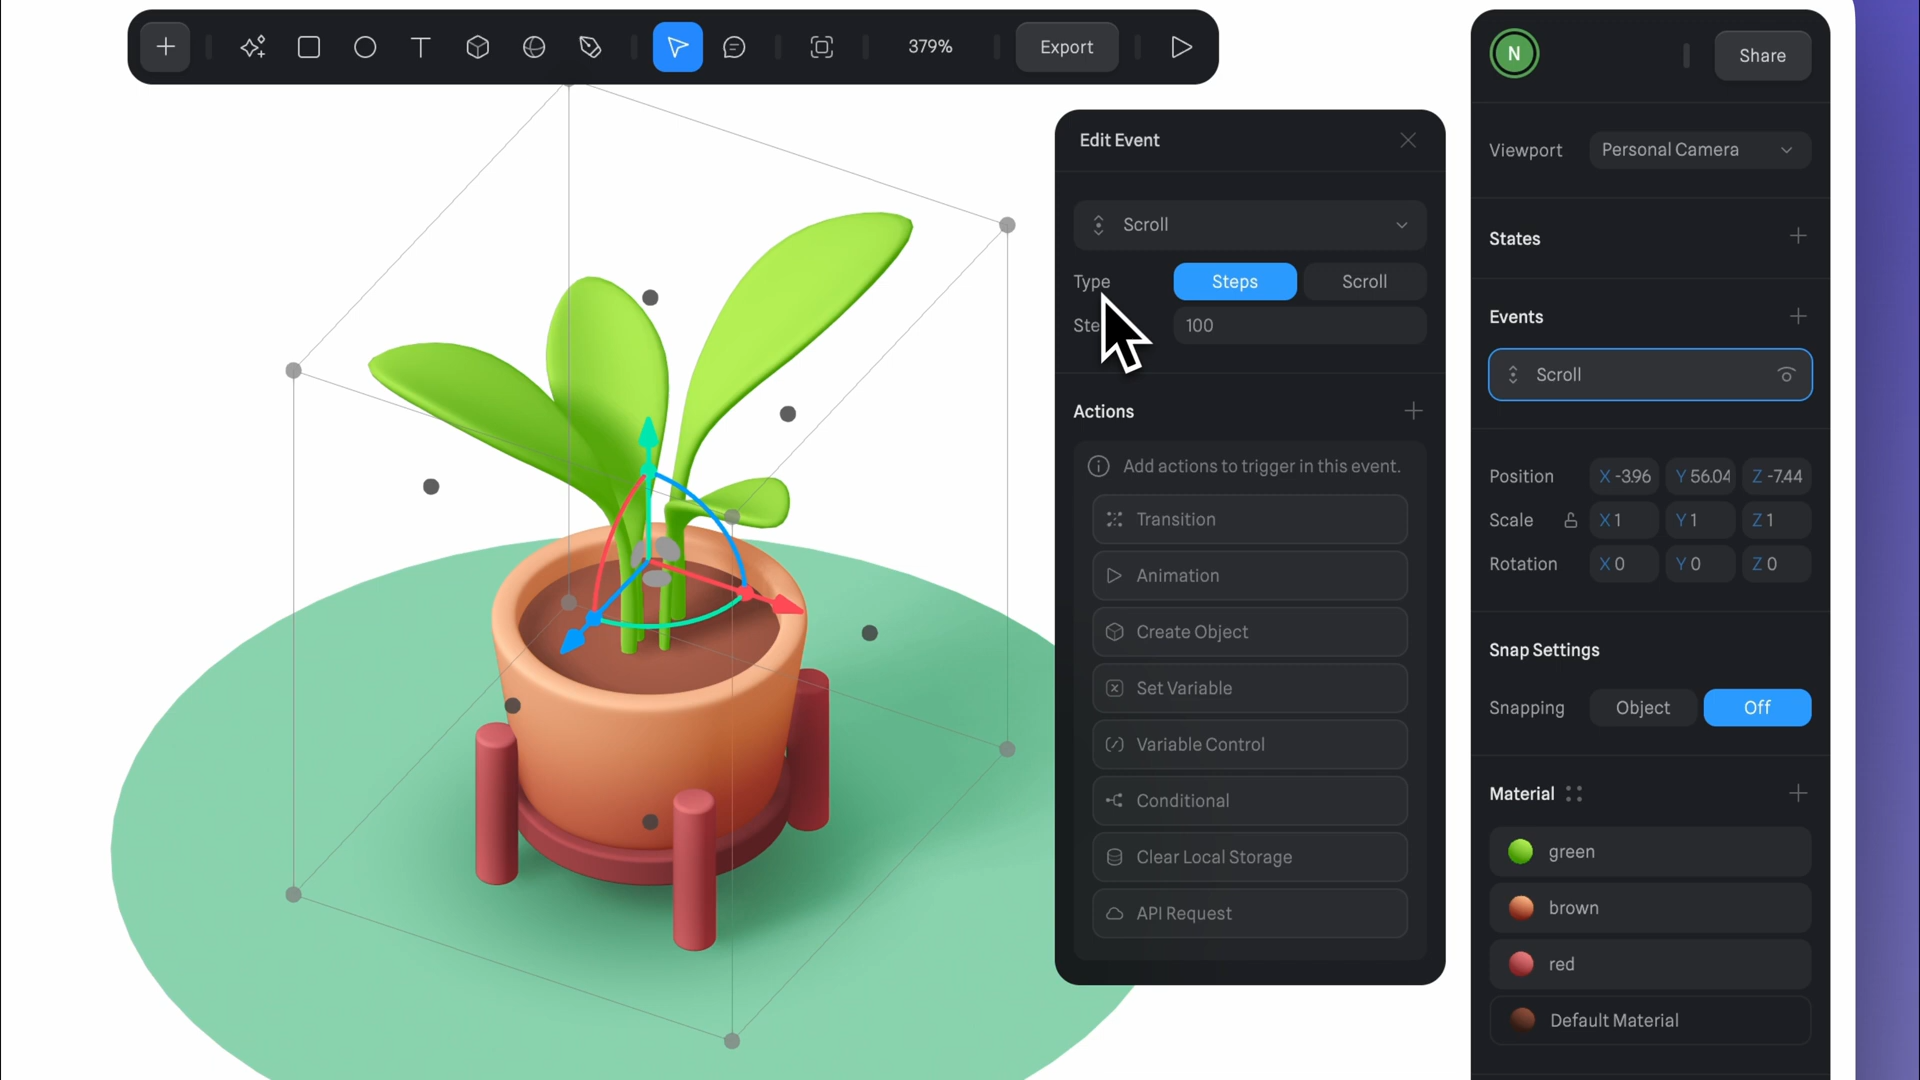 T
379%
Export
N
Share
Edit Event
Viewport
Personal Camera
Scroll
States
Type
Steps
Scroll
Events
100
Scroll
Actions
Add actions to trigger in this event.
Position
X -3.96
Y 56.04
Z -7.44
Transition
Scale
X 1
Y 1
Z 1
Rotation
X 0
Y 0
Z 0
Animation
Create Object
Snap Settings
Set Variable
Snapping
Object
Off
Variable Control
Material
Conditional
green
Clear Local Storage
brown
API Request
red
Default Material